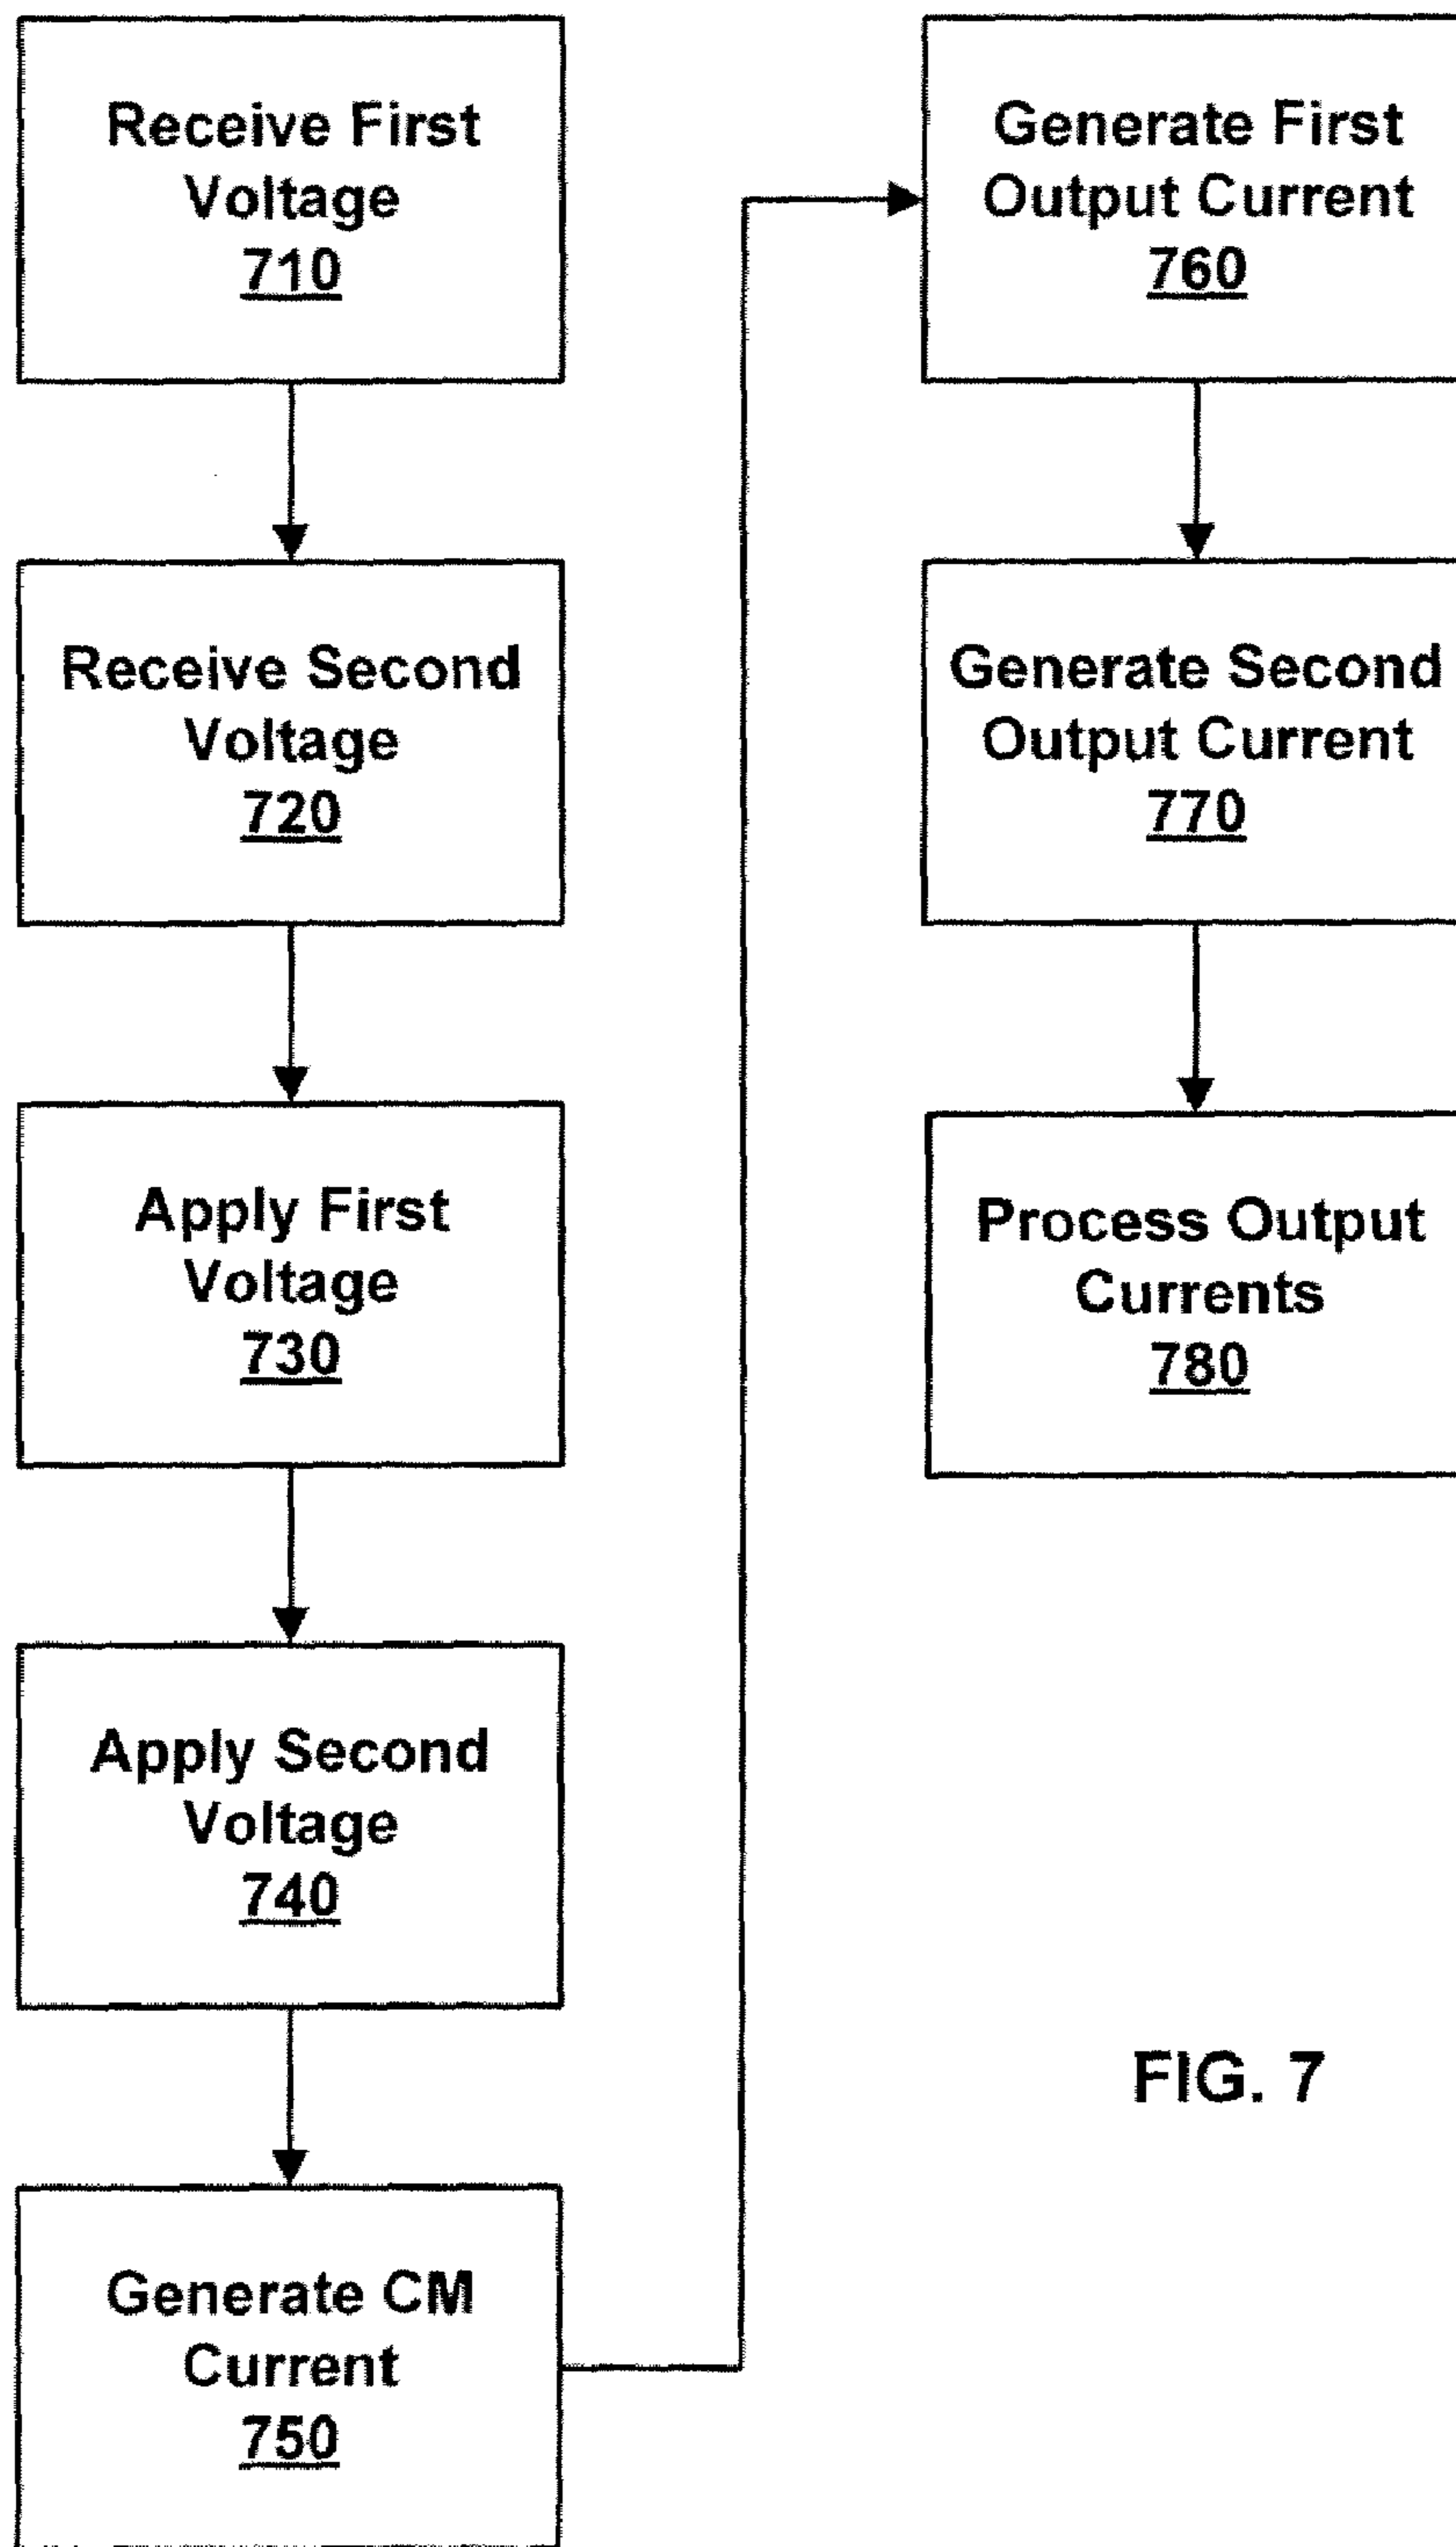 Receive First
Voltage
710
Receive Second
Voltage
720
Apply First
Voltage
730
Apply Second
Voltage
740
Generate CM
Current
750
Generate First
Output Current
760
Generate Second
Output Current
770
Process Output
Currents
780
FIG. 7